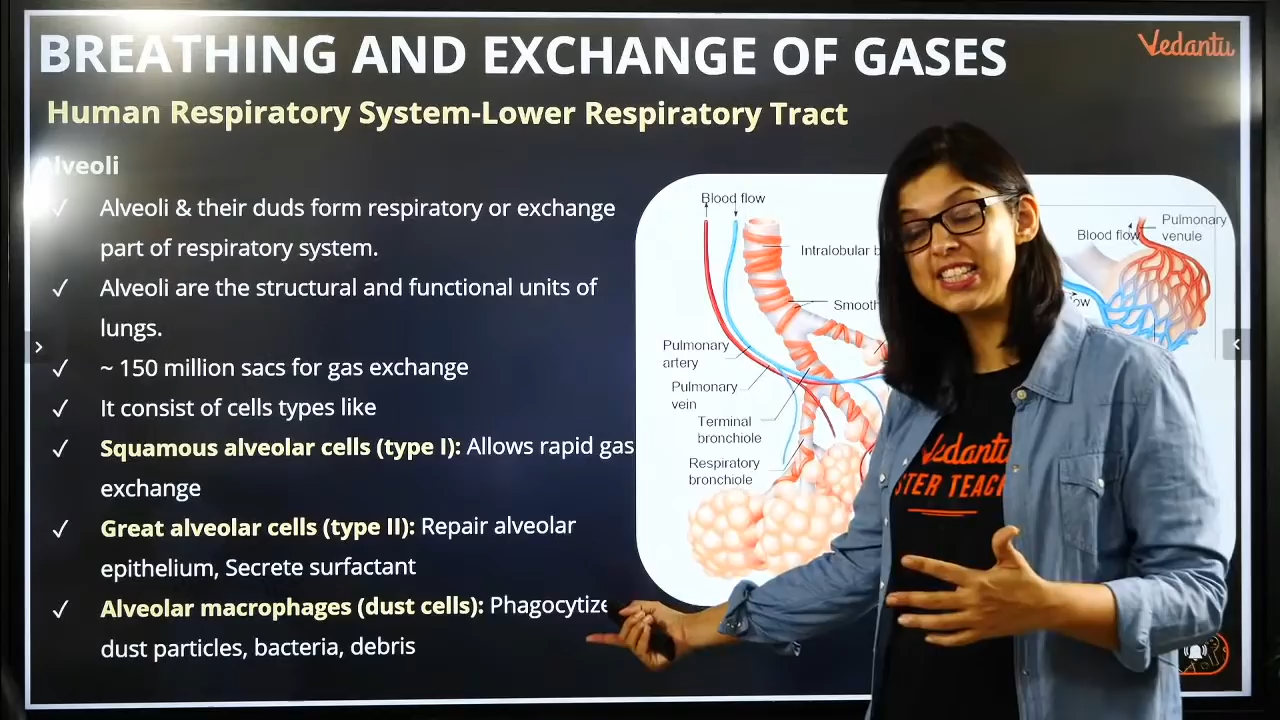 BREATHING AND EXCHANGE OF GASES
Vedantu
Human Respiratory System-Lower Respiratory Tract
Alveoli
✓ Alveoli & their duds form respiratory or exchange
part of respiratory system.
✓ Alveoli are the structural and functional units of
lungs.
✓ ~ 150 million sacs for gas exchange
✓ It consist of cells types like
✓ Squamous alveolar cells (type I): Allows rapid gas
exchange
✓ Great alveolar cells (type II): Repair alveolar
epithelium, Secrete surfactant
✓ Alveolar macrophages (dust cells): Phagocytize
dust particles, bacteria, debris
Blood flow
Intralobular b
Smooth
Pulmonary
artery
Pulmonary
vein
Terminal
bronchiole
Respiratory
bronchiole
Pulmonary
venule
Blood flow
ow
Vedantu
STER TEACH